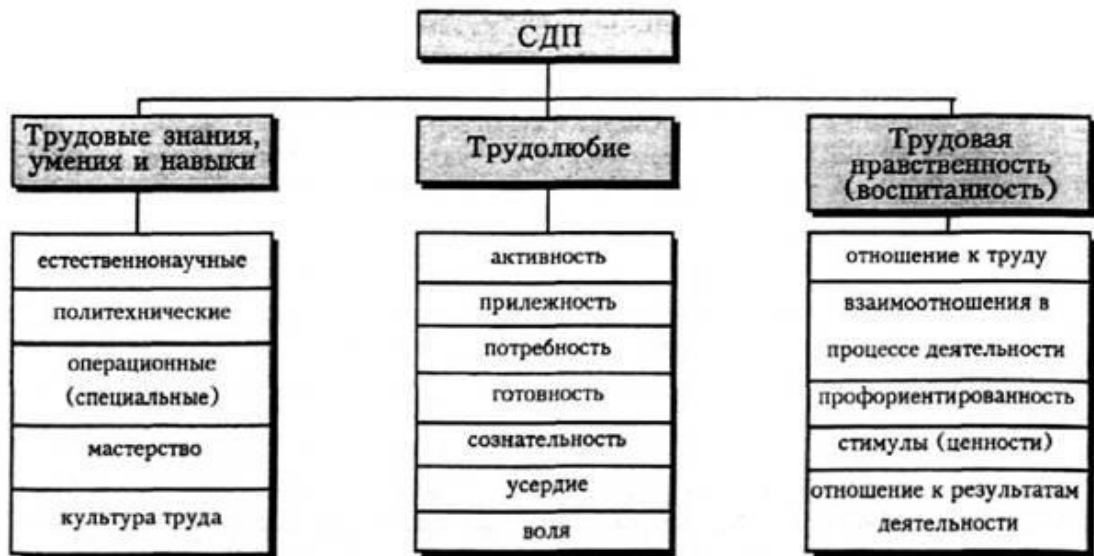 СДП
Трудовые знания,
умения и навыки
естественнонаучные
политехнические
операционные
(специальные)
мастерство
культура труда
Трудолюбие
активность
прилежность
потребность
готовность
сознательность
усердие
воля
Трудовая
нравственность
(воспитанность)
отношение к труду
взаимоотношения в
процессе деятельности
профориентированность
стимулы (ценности)
отношение к результатам
деятельности